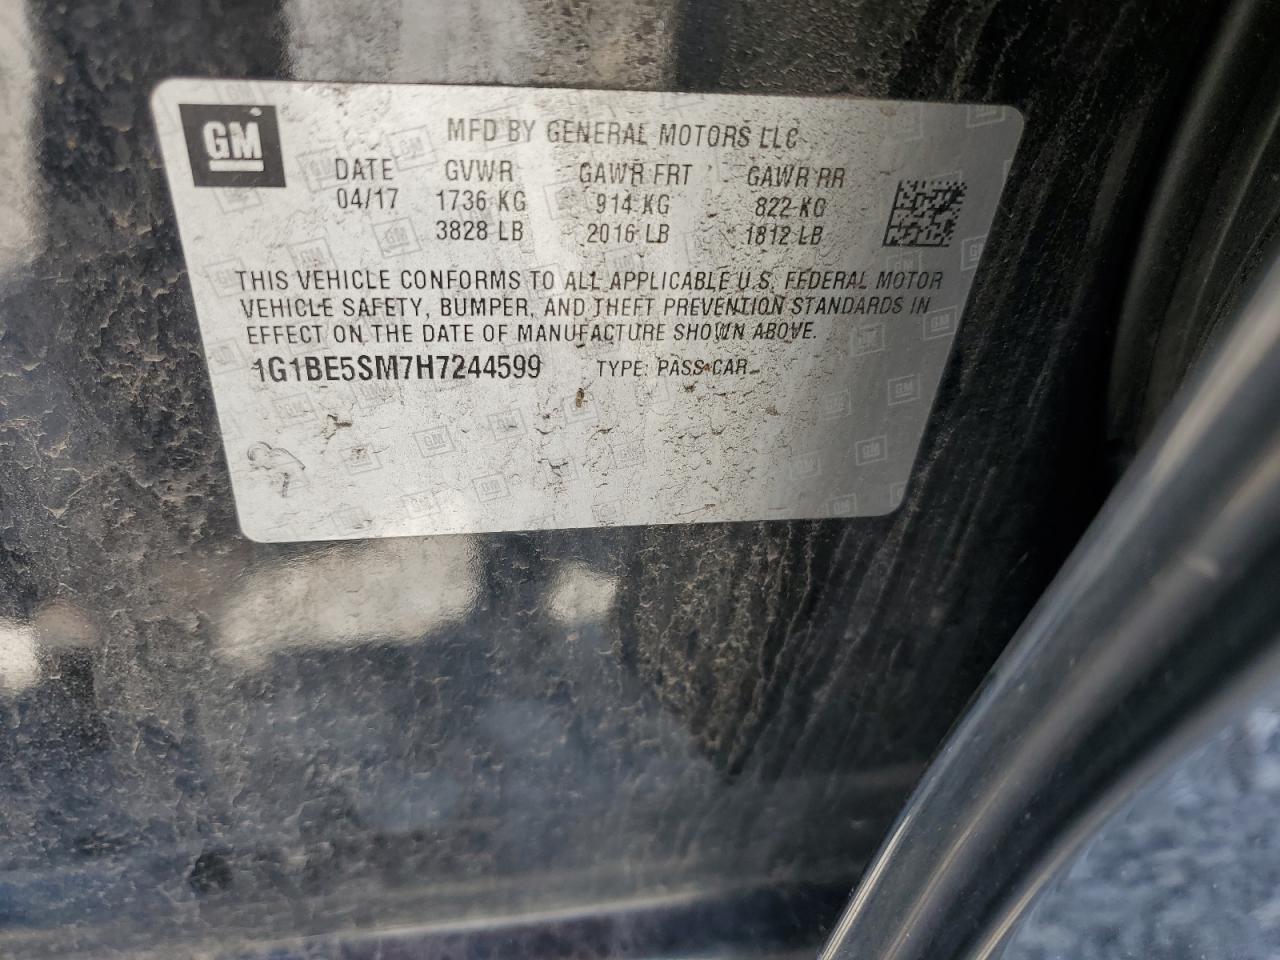 GM
MFD BY GENERAL MOTORS LLC
DATE GVWR GAWR FRT GAWR RR
04/17 1736 KG 914 KG 822 KG
3828 LB 2016 LB 1812 LB
THIS VEHICLE CONFORMS TO ALL APPLICABLE U.S. FEDERAL MOTOR
VEHICLE SAFETY, BUMPER, AND THEFT PREVENTION STANDARDS IN
EFFECT ON THE DATE OF MANUFACTURE SHOWN ABOVE.
1G1BE5SM7H7244599 TYPE: PASS CAR